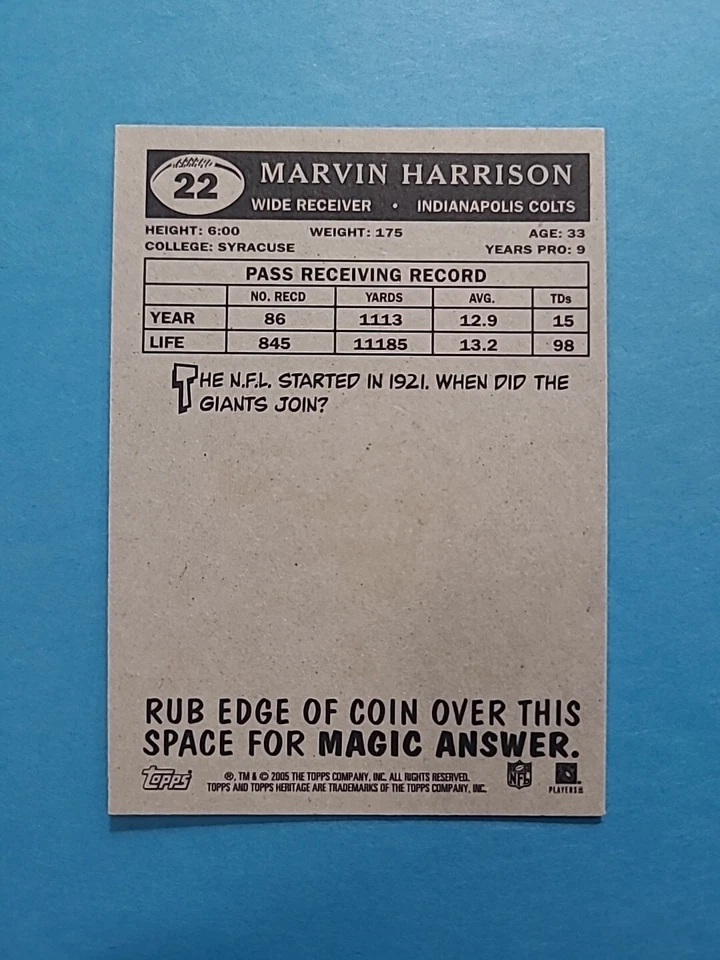 22
MARVIN HARRISON
WIDE RECEIVER • INDIANAPOLIS COLTS
HEIGHT: 6:00 WEIGHT: 175 AGE: 33
COLLEGE: SYRACUSE YEARS PRO: 9
PASS RECEIVING RECORD
NO. RECD YARDS AVG. TDs
YEAR 86 1113 12.9 15
LIFE 845 11185 13.2 98
THE N.F.L. STARTED IN 1921. WHEN DID THE
GIANTS JOIN?
RUB EDGE OF COIN OVER THIS
SPACE FOR MAGIC ANSWER.
Topps
®, TM & © 2005 THE TOPPS COMPANY, INC. ALL RIGHTS RESERVED.
TOPPS AND TOPPS HERITAGE ARE TRADEMARKS OF THE TOPPS COMPANY, INC.
NFL
PLAYERS INC